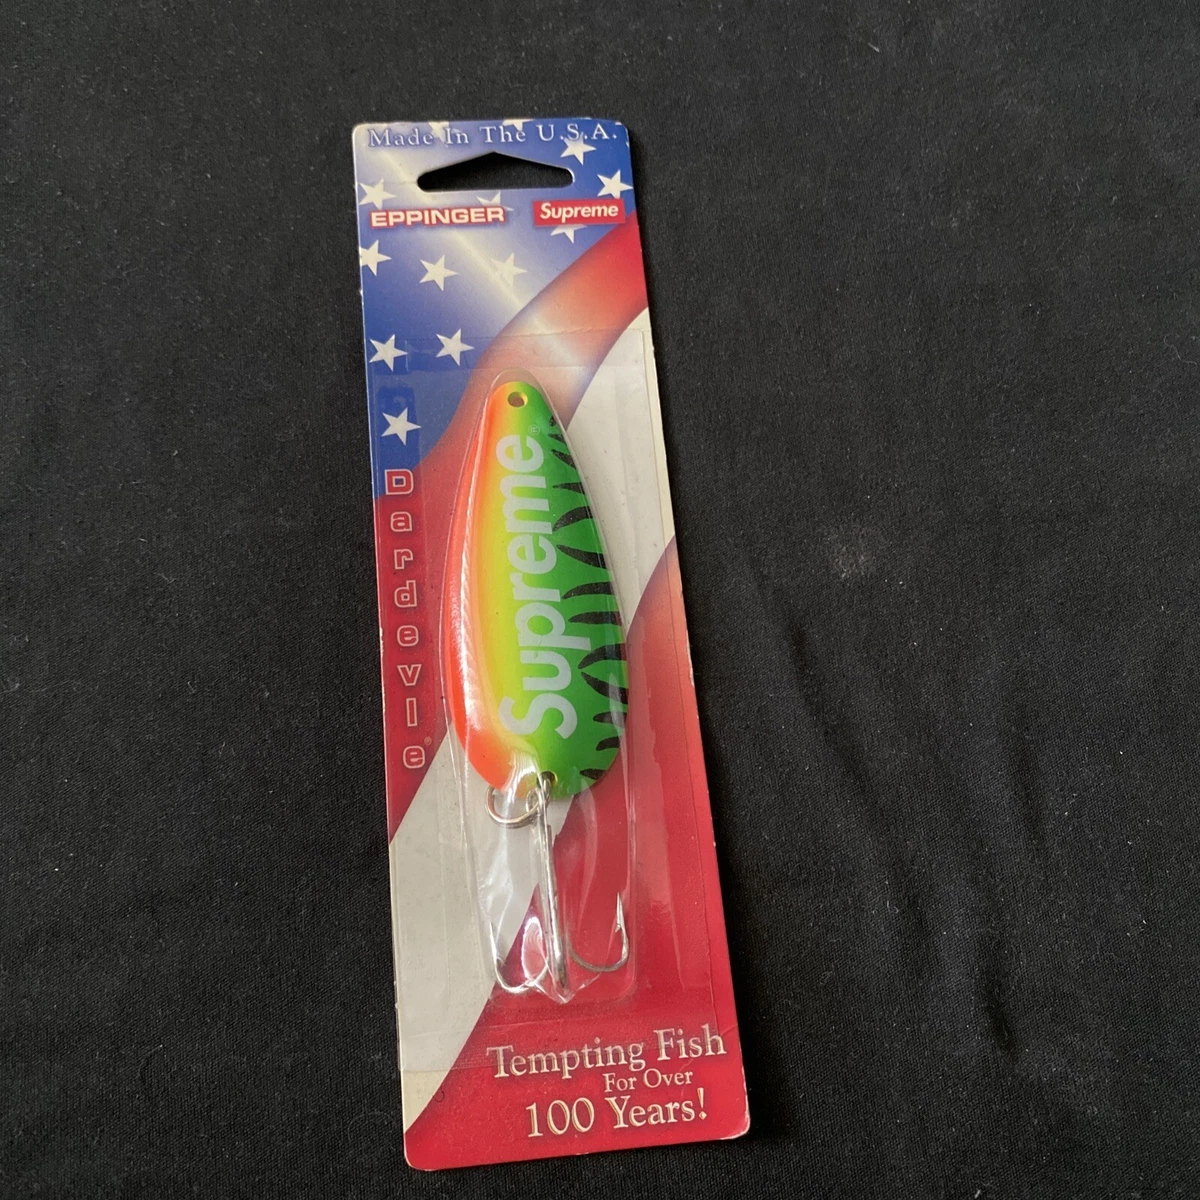 Made In The U.S.A.
EPPINGER
Supreme
Dardevle®
Supreme®
Tempting Fish
For Over
100 Years!